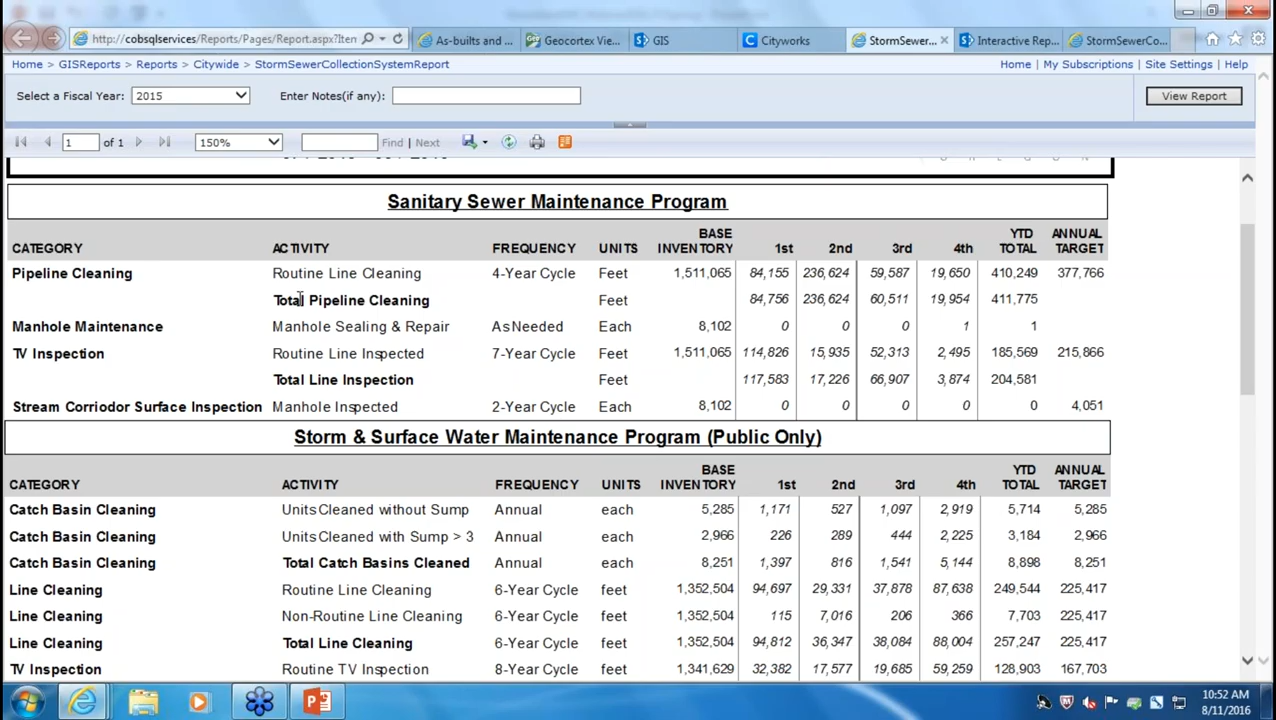 http://cobsqlservices/Reports/Pages/Report.aspx?Iten
As-builts and ...
Geocortex Vie...
GIS
Cityworks
StormSewer...
Interactive Rep...
StormSewerCo...
Home > GISReports > Reports > Citywide > StormSewerCollectionSystemReport
Home | My Subscriptions | Site Settings | Help
Select a Fiscal Year: 2015 Enter Notes(if any): View Report
1 of 1 150% Find | Next
Sanitary Sewer Maintenance Program
CATEGORY ACTIVITY FREQUENCY UNITS BASE INVENTORY 1st 2nd 3rd 4th YTD TOTAL ANNUAL TARGET
Pipeline Cleaning Routine Line Cleaning 4-Year Cycle Feet 1,511,065 84,155 236,624 59,587 19,650 410,249 377,766
Total Pipeline Cleaning Feet 84,756 236,624 60,511 19,954 411,775
Manhole Maintenance Manhole Sealing & Repair As Needed Each 8,102 0 0 0 1 1
TV Inspection Routine Line Inspected 7-Year Cycle Feet 1,511,065 114,826 15,935 52,313 2,495 185,569 215,866
Total Line Inspection Feet 117,583 17,226 66,907 3,874 204,581
Stream Corriodor Surface Inspection Manhole Inspected 2-Year Cycle Each 8,102 0 0 0 0 0 4,051
Storm & Surface Water Maintenance Program (Public Only)
CATEGORY ACTIVITY FREQUENCY UNITS BASE INVENTORY 1st 2nd 3rd 4th YTD TOTAL ANNUAL TARGET
Catch Basin Cleaning Units Cleaned without Sump Annual each 5,285 1,171 527 1,097 2,919 5,714 5,285
Catch Basin Cleaning Units Cleaned with Sump > 3 Annual each 2,966 226 289 444 2,225 3,184 2,966
Catch Basin Cleaning Total Catch Basins Cleaned Annual each 8,251 1,397 816 1,541 5,144 8,898 8,251
Line Cleaning Routine Line Cleaning 6-Year Cycle feet 1,352,504 94,697 29,331 37,878 87,638 249,544 225,417
Line Cleaning Non-Routine Line Cleaning 6-Year Cycle feet 1,352,504 115 7,016 206 366 7,703 225,417
Line Cleaning Total Line Cleaning 6-Year Cycle feet 1,352,504 94,812 36,347 38,084 88,004 257,247 225,417
TV Inspection Routine TV Inspection 8-Year Cycle feet 1,341,629 32,382 17,577 19,685 59,259 128,903 167,703
10:52 AM
8/11/2016